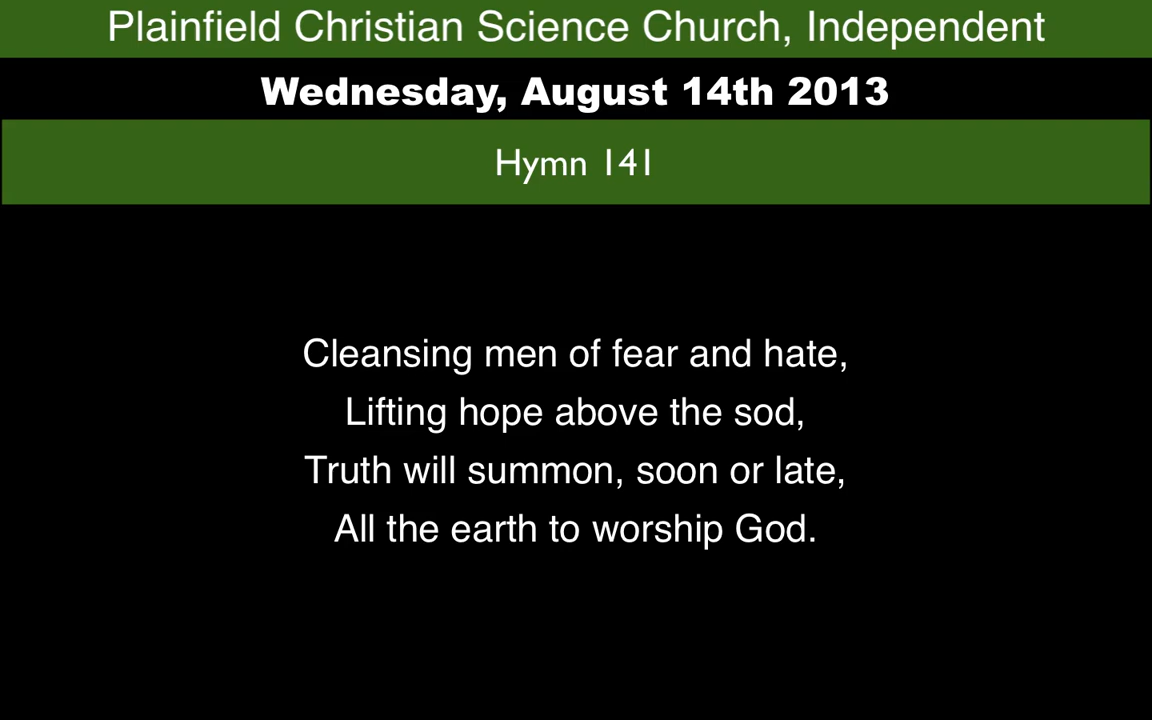 Plainfield Christian Science Church, Independent
Wednesday, August 14th 2013
Hymn 141
Cleansing men of fear and hate,
Lifting hope above the sod,
Truth will summon, soon or late,
All the earth to worship God.